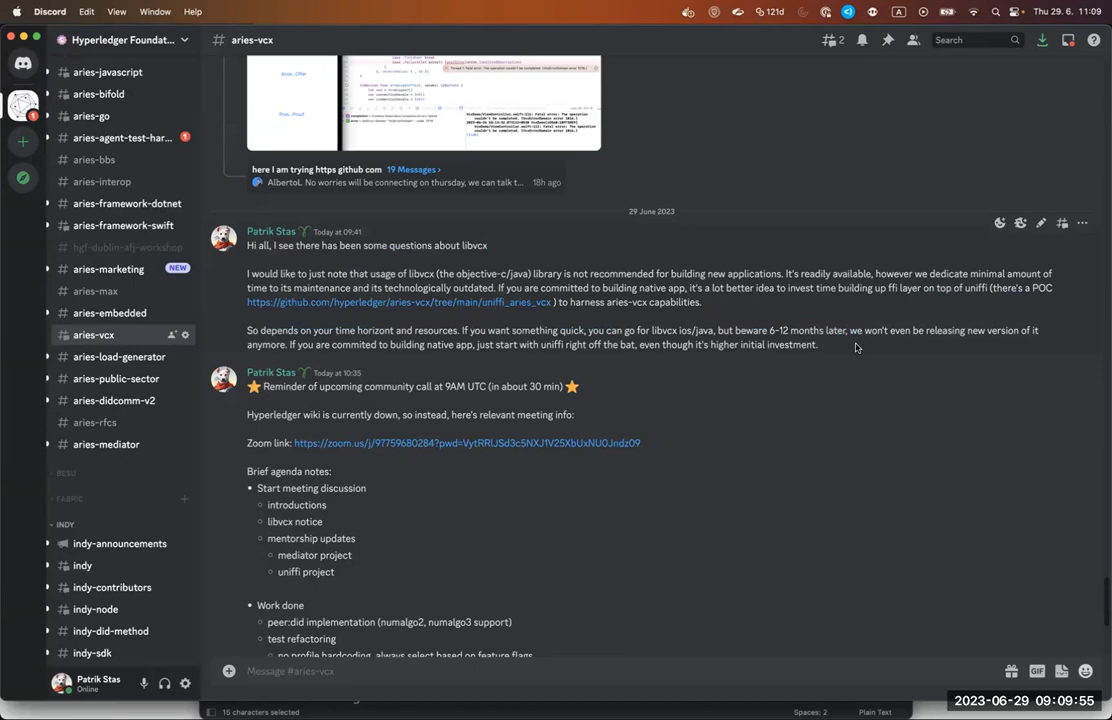 Discord Edit View Window Help
121d
A
Thu 29. 6. 11:09
Hyperledger Foundat...
# aries-vcx
2
Search
aries-javascript
aries-bifold
aries-go
aries-agent-test-har... 1
aries-bbs
aries-interop
aries-framework-dotnet
aries-framework-swift
hgf-dublin-afj-workshop
aries-marketing NEW
aries-max
aries-embedded
aries-vcx
aries-load-generator
aries-public-sector
aries-didcomm-v2
aries-rfcs
aries-mediator
BESU
FABRIC
INDY
indy-announcements
indy
indy-contributors
indy-node
indy-did-method
indy-sdk
Patrik Stas
Online
1
here I am trying https github com 19 Messages ›
AlbertoL. No worries will be connecting on thursday, we can talk t... 18h ago
29 June 2023
Patrik Stas Today at 09:41
Hi all, I see there has been some questions about libvcx
I would like to just note that usage of libvcx (the objective-c/java) library is not recommended for building new applications. It's readily available, however we dedicate minimal amount of
time to its maintenance and its technologically outdated. If you are committed to building native app, it's a lot better idea to invest time building up ffi layer on top of uniffi (there's a POC
https://github.com/hyperledger/aries-vcx/tree/main/uniffi_aries_vcx ) to harness aries-vcx capabilities.
So depends on your time horizont and resources. If you want something quick, you can go for libvcx ios/java, but beware 6-12 months later, we won't even be releasing new version of it
anymore. If you are commited to building native app, just start with uniffi right off the bat, even though it's higher initial investment.
Patrik Stas Today at 10:35
⭐ Reminder of upcoming community call at 9AM UTC (in about 30 min) ⭐
Hyperledger wiki is currently down, so instead, here's relevant meeting info:
Zoom link: https://zoom.us/j/97759680284?pwd=VytRRlJSd3c5NXJ1V25XbUxNU0Jndz09
Brief agenda notes:
• Start meeting discussion
◦ introductions
◦ libvcx notice
◦ mentorship updates
◦ mediator project
◦ uniffi project
• Work done
◦ peer:did implementation (numalgo2, numalgo3 support)
◦ test refactoring
◦ no profile hardcoding, always select based on feature flags
Message #aries-vcx
GIF
2023-06-29 09:09:55
15 characters selected
Spaces: 2
Plain Text